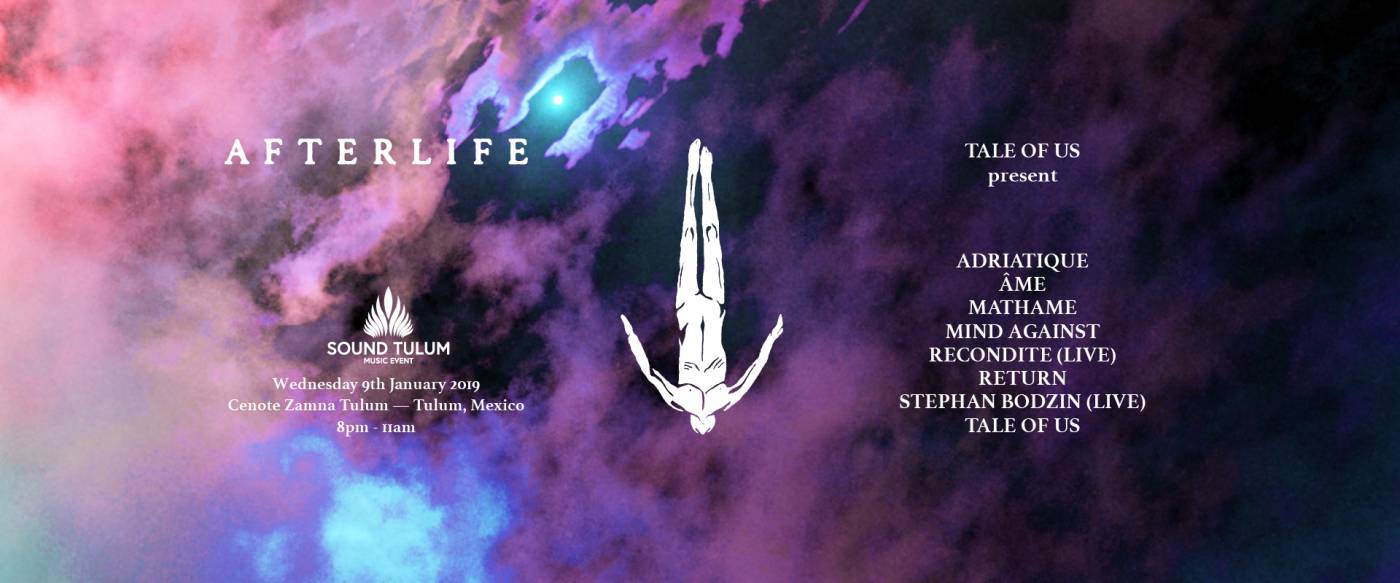 AFTERLIFE
SOUND TULUM
MUSIC EVENT
Wednesday 9th January 2019
Cenote Zamna Tulum — Tulum, Mexico
8pm - 11am
TALE OF US
present
ADRIATIQUE
ÂME
MATHAME
MIND AGAINST
RECONDITE (LIVE)
RETURN
STEPHAN BODZIN (LIVE)
TALE OF US